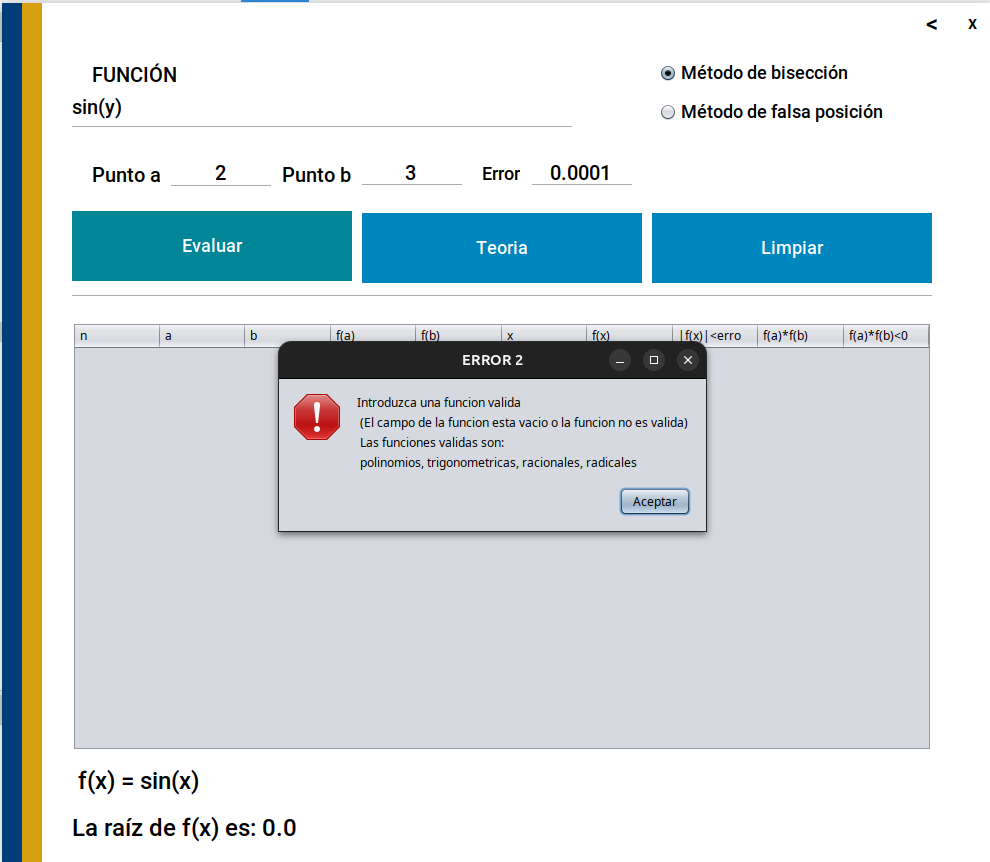 < x
FUNCIÓN
sin(y)
Método de bisección
Método de falsa posición
Punto a 2 Punto b 3 Error 0.0001
Evaluar Teoria Limpiar
n a b f(a) f(b) x f(x) |f(x)|<erro f(a)*f(b) f(a)*f(b)<0
ERROR 2
Introduzca una funcion valida
(El campo de la funcion esta vacio o la funcion no es valida)
Las funciones validas son:
polinomios, trigonometricas, racionales, radicales
Aceptar
f(x) = sin(x)
La raíz de f(x) es: 0.0